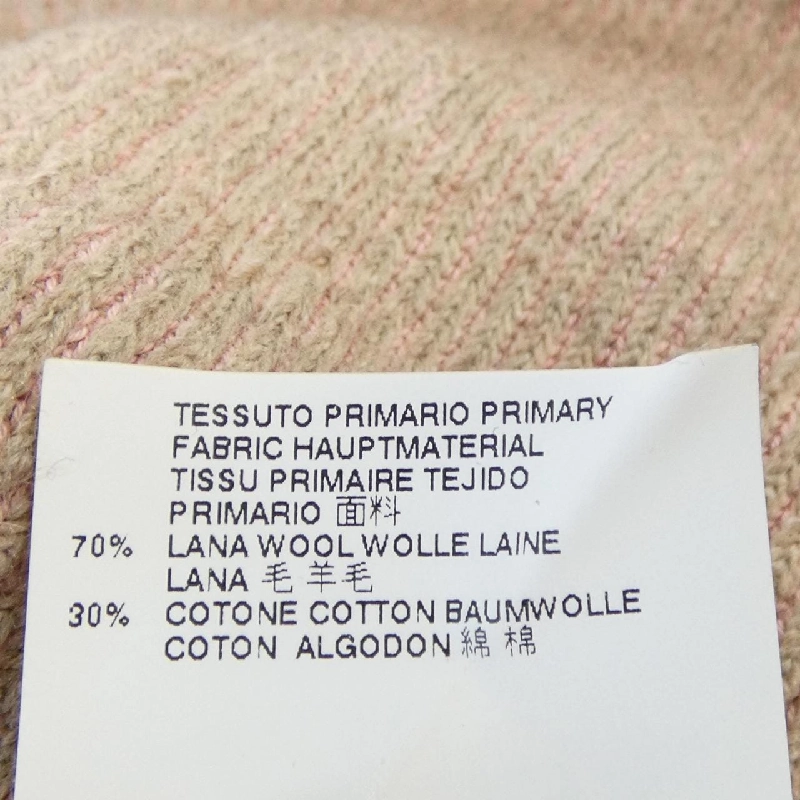 TESSUTO PRIMARIO PRIMARY
FABRIC HAUPTMATERIAL
TISSU PRIMAIRE TEJIDO
PRIMARIO 面料
70% LANA WOOL WOLLE LAINE
LANA 毛 羊毛
30% COTONE COTTON BAUMWOLLE
COTON ALGODON 綿 棉